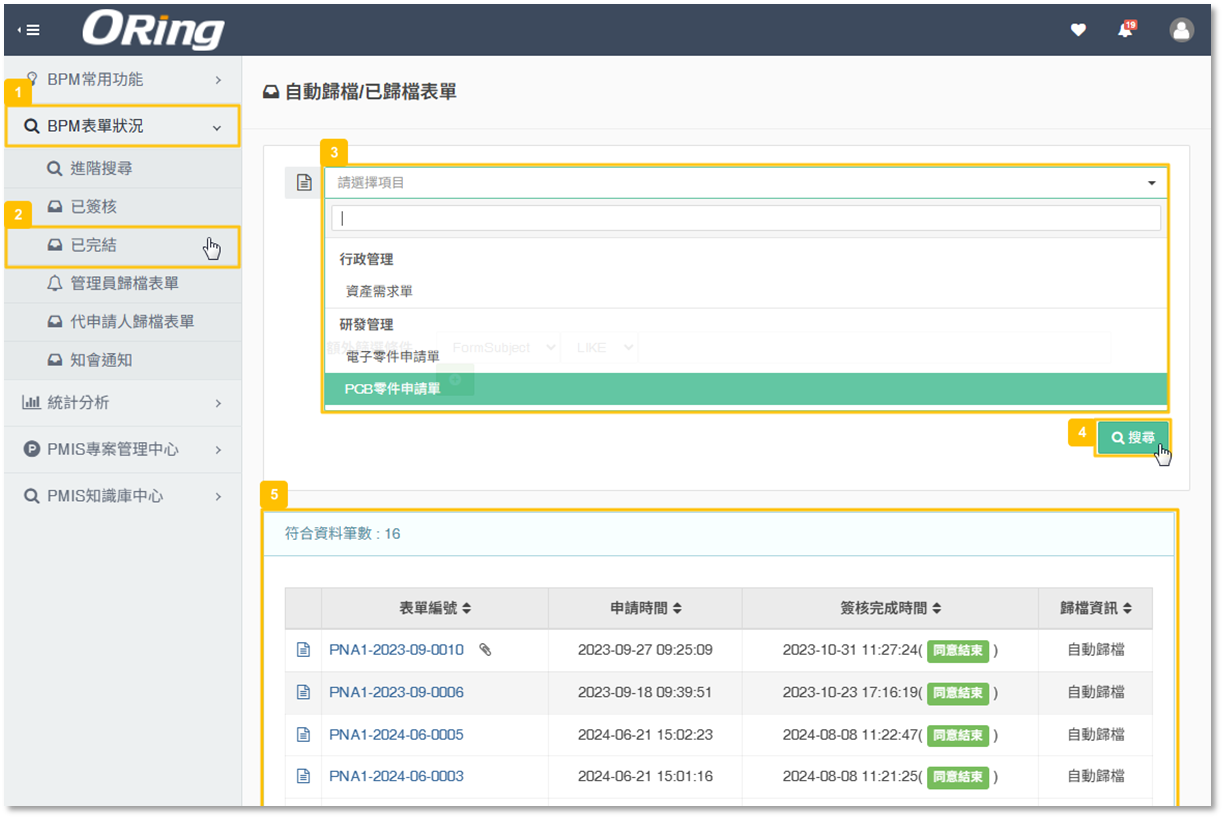 ORing
19
BPM常用功能
1
BPM表單狀況
進階搜尋
已簽核
2
已完結
管理員歸檔表單
代申請人歸檔表單
知會通知
統計分析
PMIS專案管理中心
PMIS知識庫中心
自動歸檔/已歸檔表單
3
請選擇項目
行政管理
資產需求單
研發管理
額外篩選條件 FormSubject LIKE
電子零件申請單
PCB零件申請單
4
搜尋
5
符合資料筆數 : 16
表單編號 申請時間 簽核完成時間 歸檔資訊
PNA1-2023-09-0010 2023-09-27 09:25:09 2023-10-31 11:27:24( 同意結束 ) 自動歸檔
PNA1-2023-09-0006 2023-09-18 09:39:51 2023-10-23 17:16:19( 同意結束 ) 自動歸檔
PNA1-2024-06-0005 2024-06-21 15:02:23 2024-08-08 11:22:47( 同意結束 ) 自動歸檔
PNA1-2024-06-0003 2024-06-21 15:01:16 2024-08-08 11:21:25( 同意結束 ) 自動歸檔